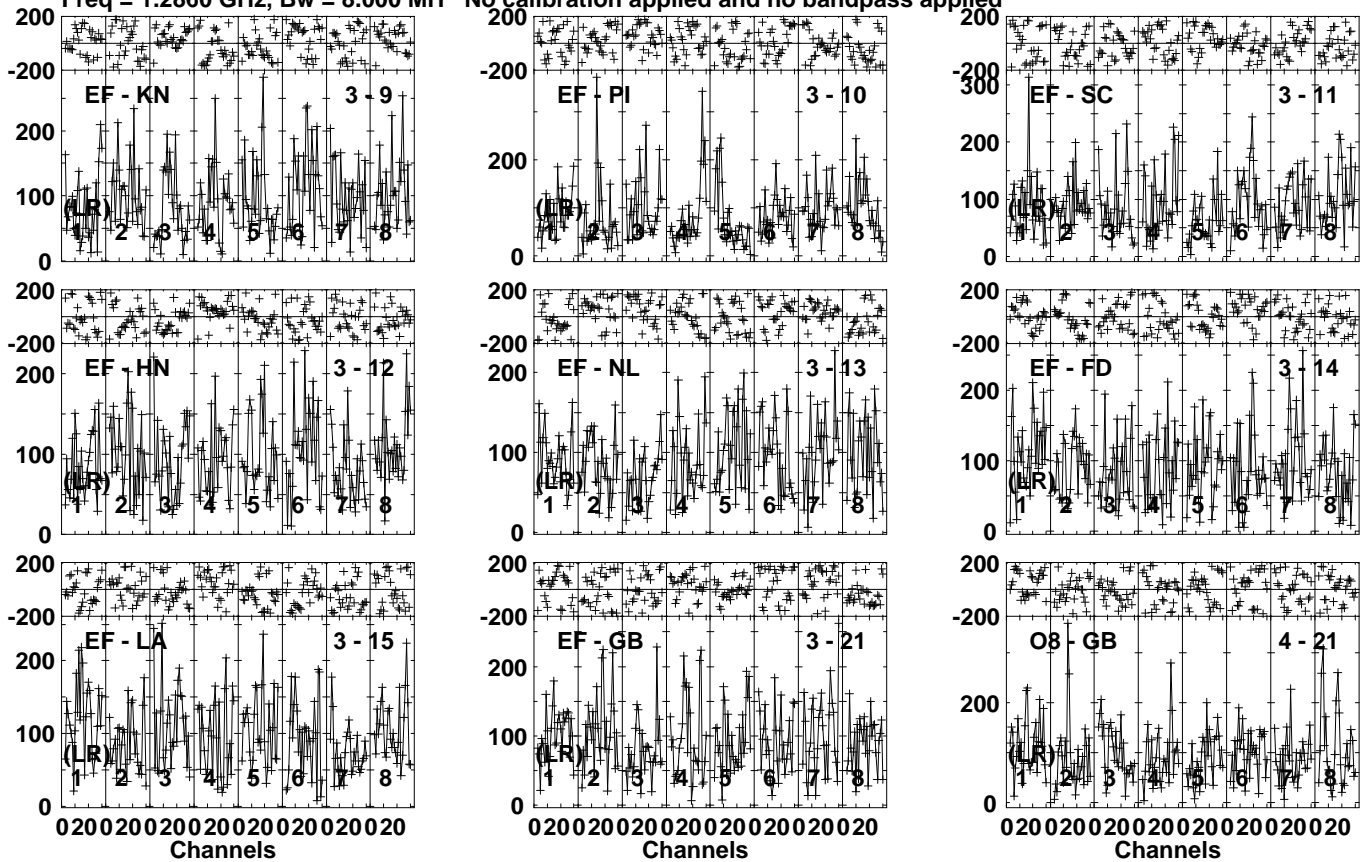 Freq = 1.2860 GHz, Bw = 8.000 MH No calibration applied and no bandpass applied
200 200 200
-200 -200 -200
EF - KN 3 - 9 EF - PI 3 - 10 EF - SC 3 - 11
300
200 200 200
100 100
(LR) (LR) (LR)
1 2 3 4 5 6 7 8 1 2 3 4 5 6 7 8 1 2 3 4 5 6 7 8
0 0 0
200 200 200
-200 -200 -200
EF - HN 3 - 12 EF - NL 3 - 13 EF - FD 3 - 14
200 200 200
100 100 100
(LR) (LR) (LR)
1 2 3 4 5 6 7 8 1 2 3 4 5 6 7 8 1 2 3 4 5 6 7 8
0 0 0
200 200 200
-200 -200 -200
EF - LA 3 - 15 EF - GB 3 - 21 O8 - GB 4 - 21
200 200 200
100 100
(LR) (LR) (LR)
1 2 3 4 5 6 7 8 1 2 3 4 5 6 7 8 1 2 3 4 5 6 7 8
0 0 0
0 20 0 20 0 20 0 20 0 20 0 20 0 20 0 20 0 20 0 20 0 20 0 20 0 20 0 20 0 20 0 20 0 20 0 20 0 20 0 20 0 20 0 20 0 20 0 20
Channels Channels